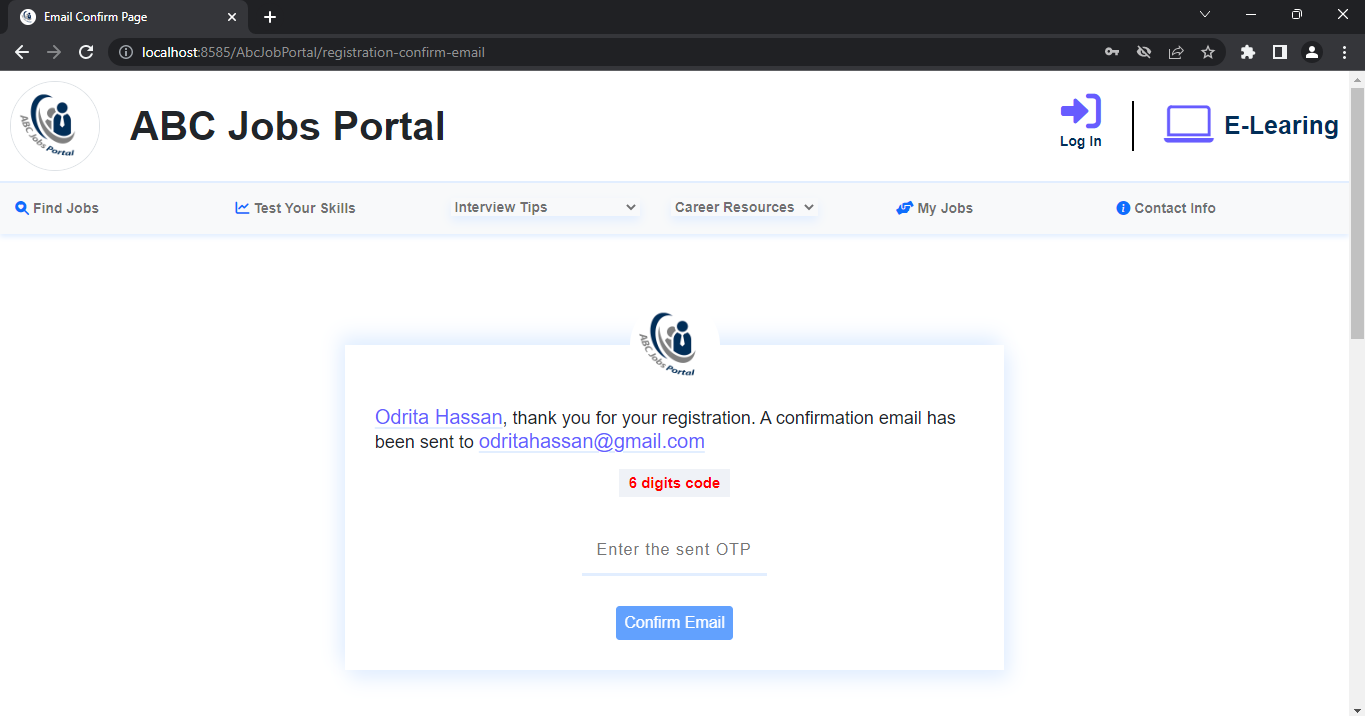 Email Confirm Page
localhost:8585/AbcJobPortal/registration-confirm-email
ABC Jobs Portal
ABC Jobs Portal
Log In
E-Learing
Find Jobs
Test Your Skills
Interview Tips
Career Resources
My Jobs
Contact Info
ABC Jobs Portal
Odrita Hassan, thank you for your registration. A confirmation email has
been sent to odritahassan@gmail.com
6 digits code
Enter the sent OTP
Confirm Email